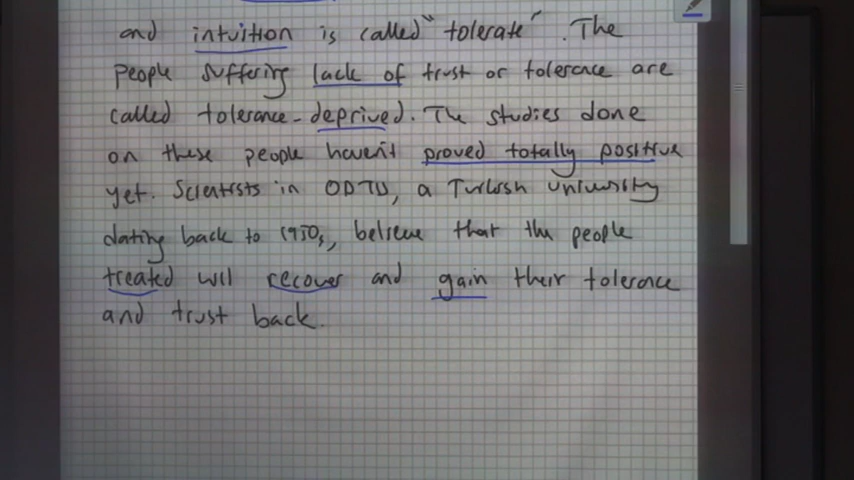 and intuition is called "tolerate". The
people suffering lack of trust or tolerance are
called tolerance-deprived. The studies done
on these people haven't proved totally positive
yet. Scientists in ODTÜ, a Turkish university
dating back to 1950s, believe that the people
treated will recover and gain their tolerance
and trust back.